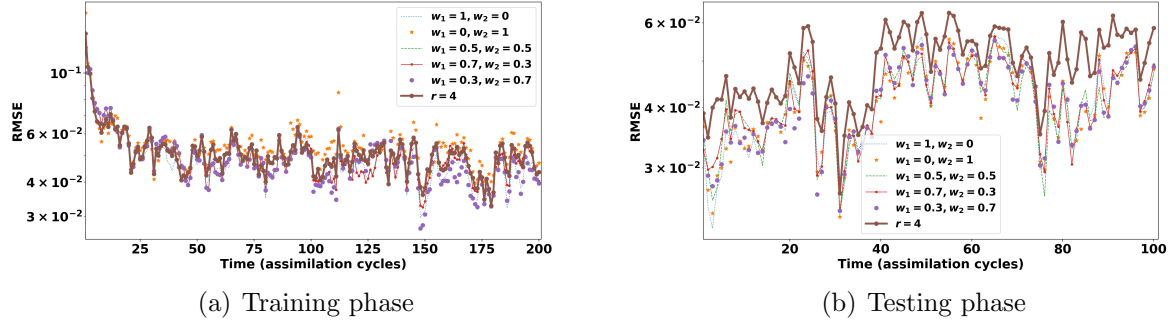 w₁ = 1, w₂ = 0
w₁ = 0, w₂ = 1
w₁ = 0.5, w₂ = 0.5
w₁ = 0.7, w₂ = 0.3
w₁ = 0.3, w₂ = 0.7
r = 4
RMSE
10⁻¹
6 × 10⁻²
4 × 10⁻²
3 × 10⁻²
25 50 75 100 125 150 175 200
Time (assimilation cycles)
(a) Training phase
w₁ = 1, w₂ = 0
w₁ = 0, w₂ = 1
w₁ = 0.5, w₂ = 0.5
w₁ = 0.7, w₂ = 0.3
w₁ = 0.3, w₂ = 0.7
r = 4
RMSE
6 × 10⁻²
4 × 10⁻²
3 × 10⁻²
20 40 60 80 100
Time (assimilation cycles)
(b) Testing phase